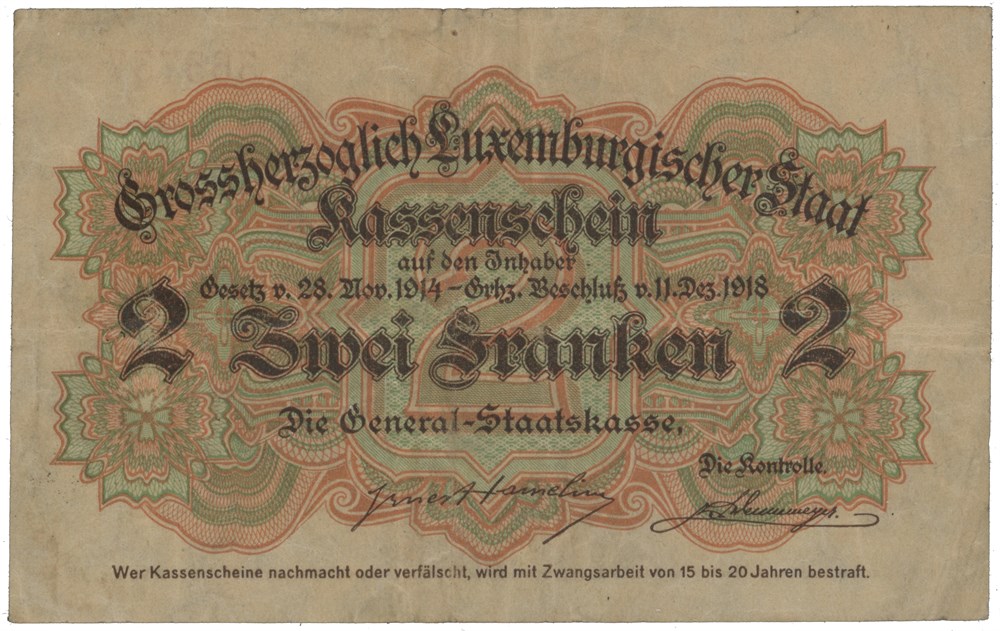 Grossherzoglich Luxemburgischer Staat
Kassenschein
auf den Inhaber
Gesetz v. 28. Nov. 1914 - Grhz. Beschluß v. 11. Dez. 1918
2 Zwei Franken 2
2
Die General-Staatskasse,
Die Kontrolle.
Wer Kassenscheine nachmacht oder verfälscht, wird mit Zwangsarbeit von 15 bis 20 Jahren bestraft.